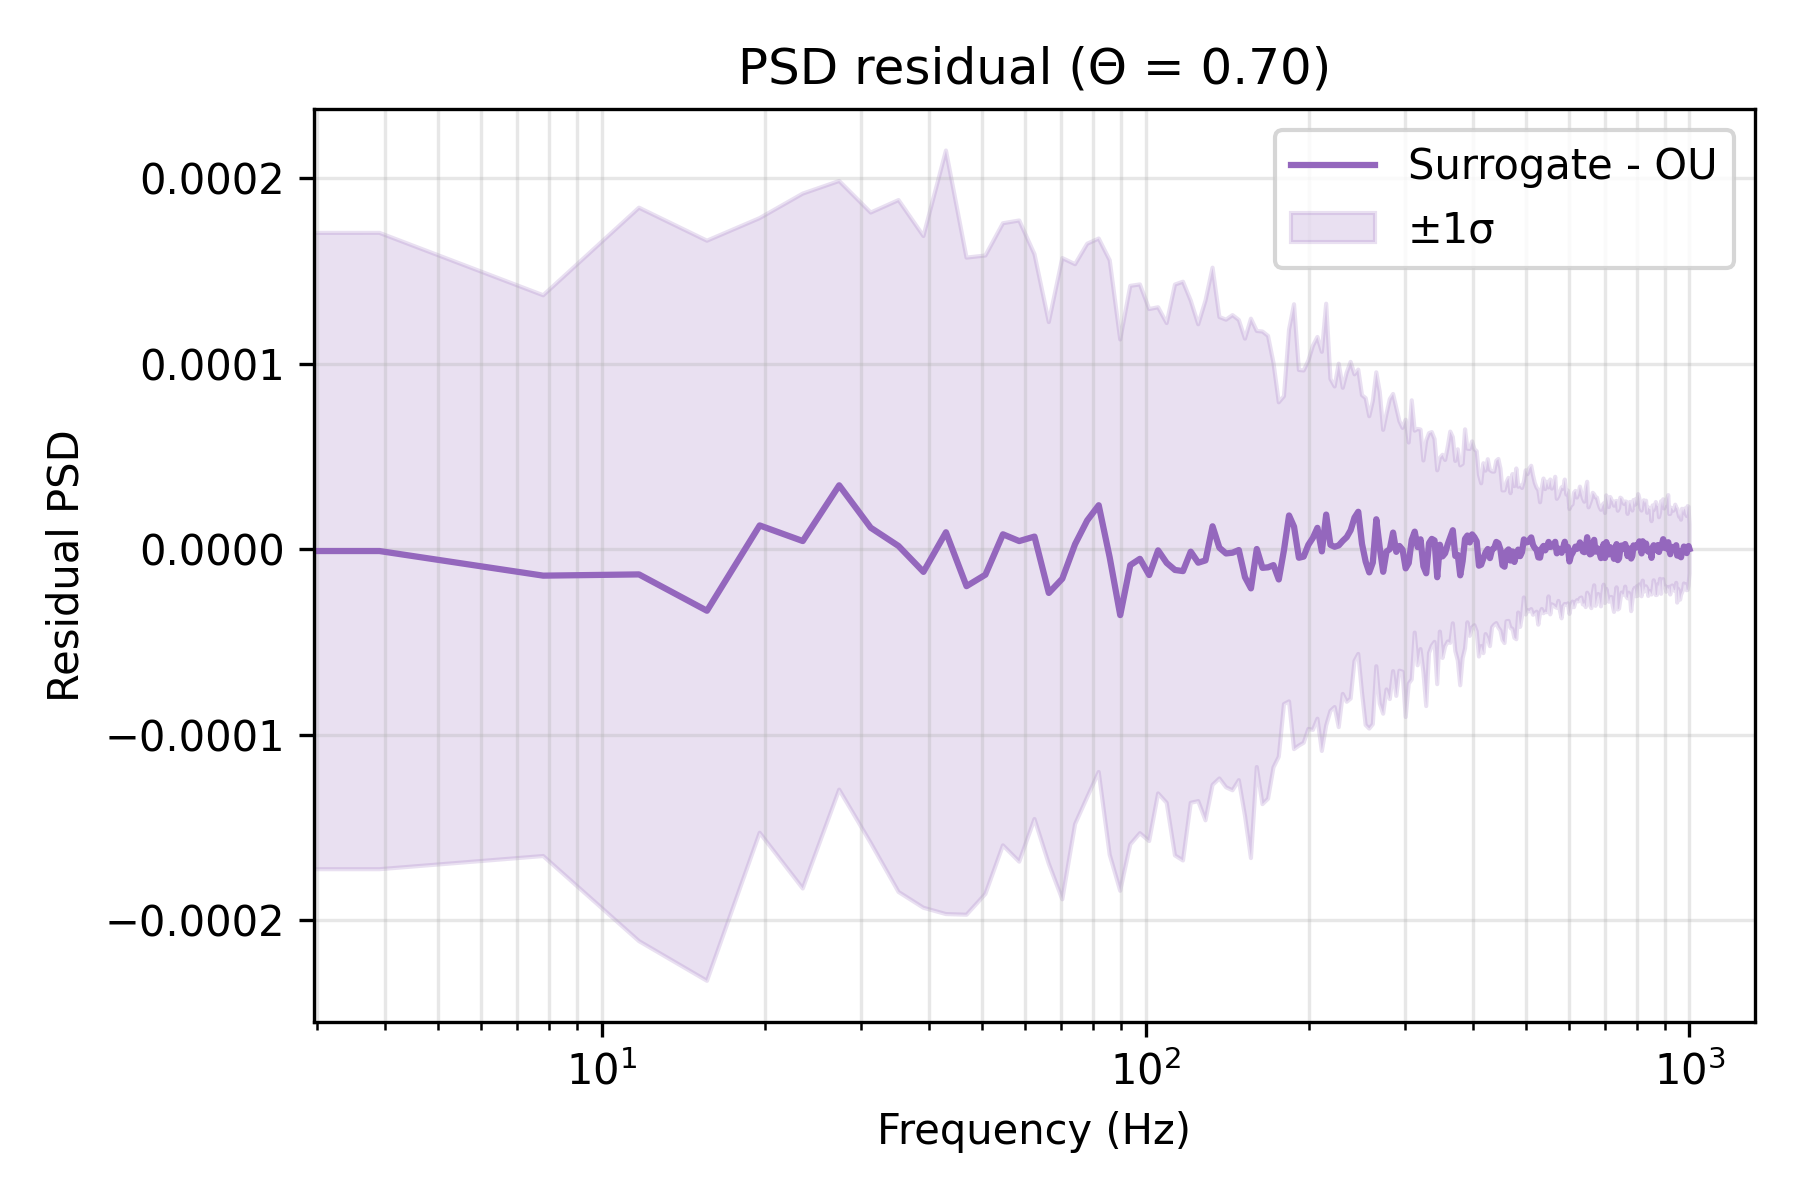 PSD residual (Θ = 0.70)
Surrogate - OU
±1σ
0.0002
0.0001
0.0000
−0.0001
−0.0002
Residual PSD
10¹
10²
10³
Frequency (Hz)